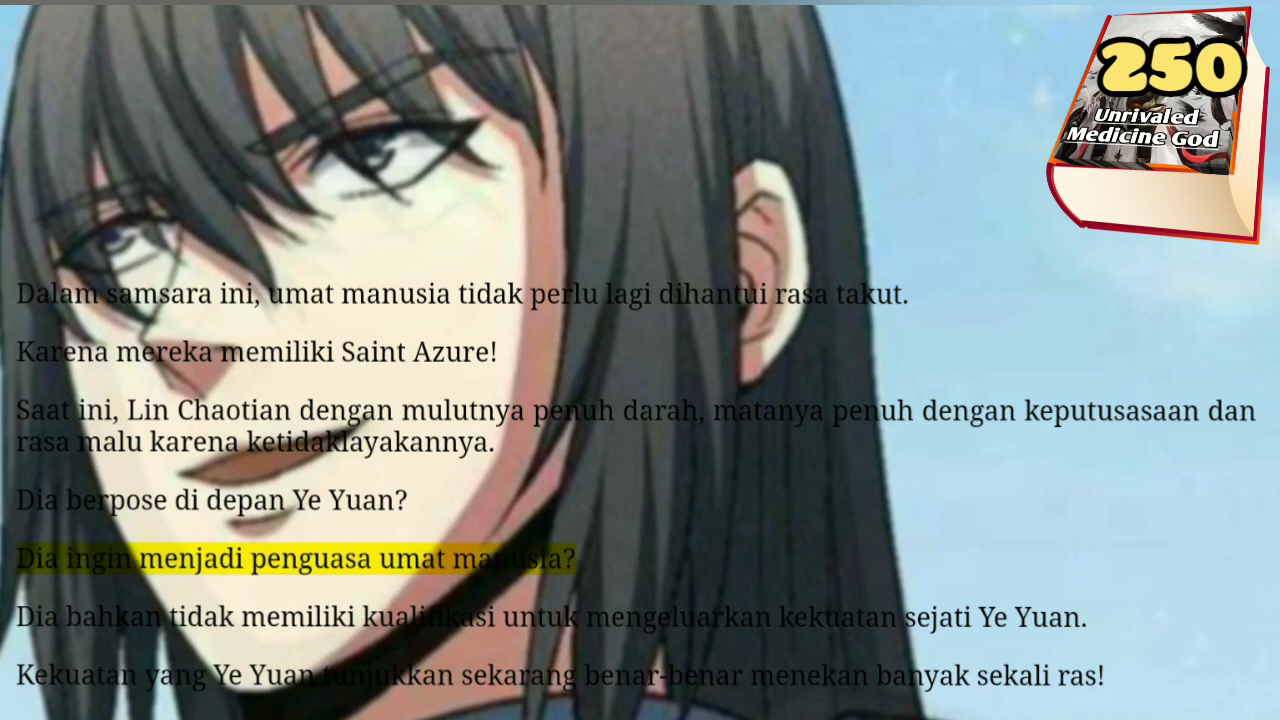 250
Unrivaled
Medicine God
Dalam samsara ini, umat manusia tidak perlu lagi dihantui rasa takut.
Karena mereka memiliki Saint Azure!
Saat ini, Lin Chaotian dengan mulutnya penuh darah, matanya penuh dengan keputusasaan dan
rasa malu karena ketidaklayakannya.
Dia berpose di depan Ye Yuan?
Dia ingin menjadi penguasa umat manusia?
Dia bahkan tidak memiliki kualifikasi untuk mengeluarkan kekuatan sejati Ye Yuan.
Kekuatan yang Ye Yuan tunjukkan sekarang benar-benar menekan banyak sekali ras!